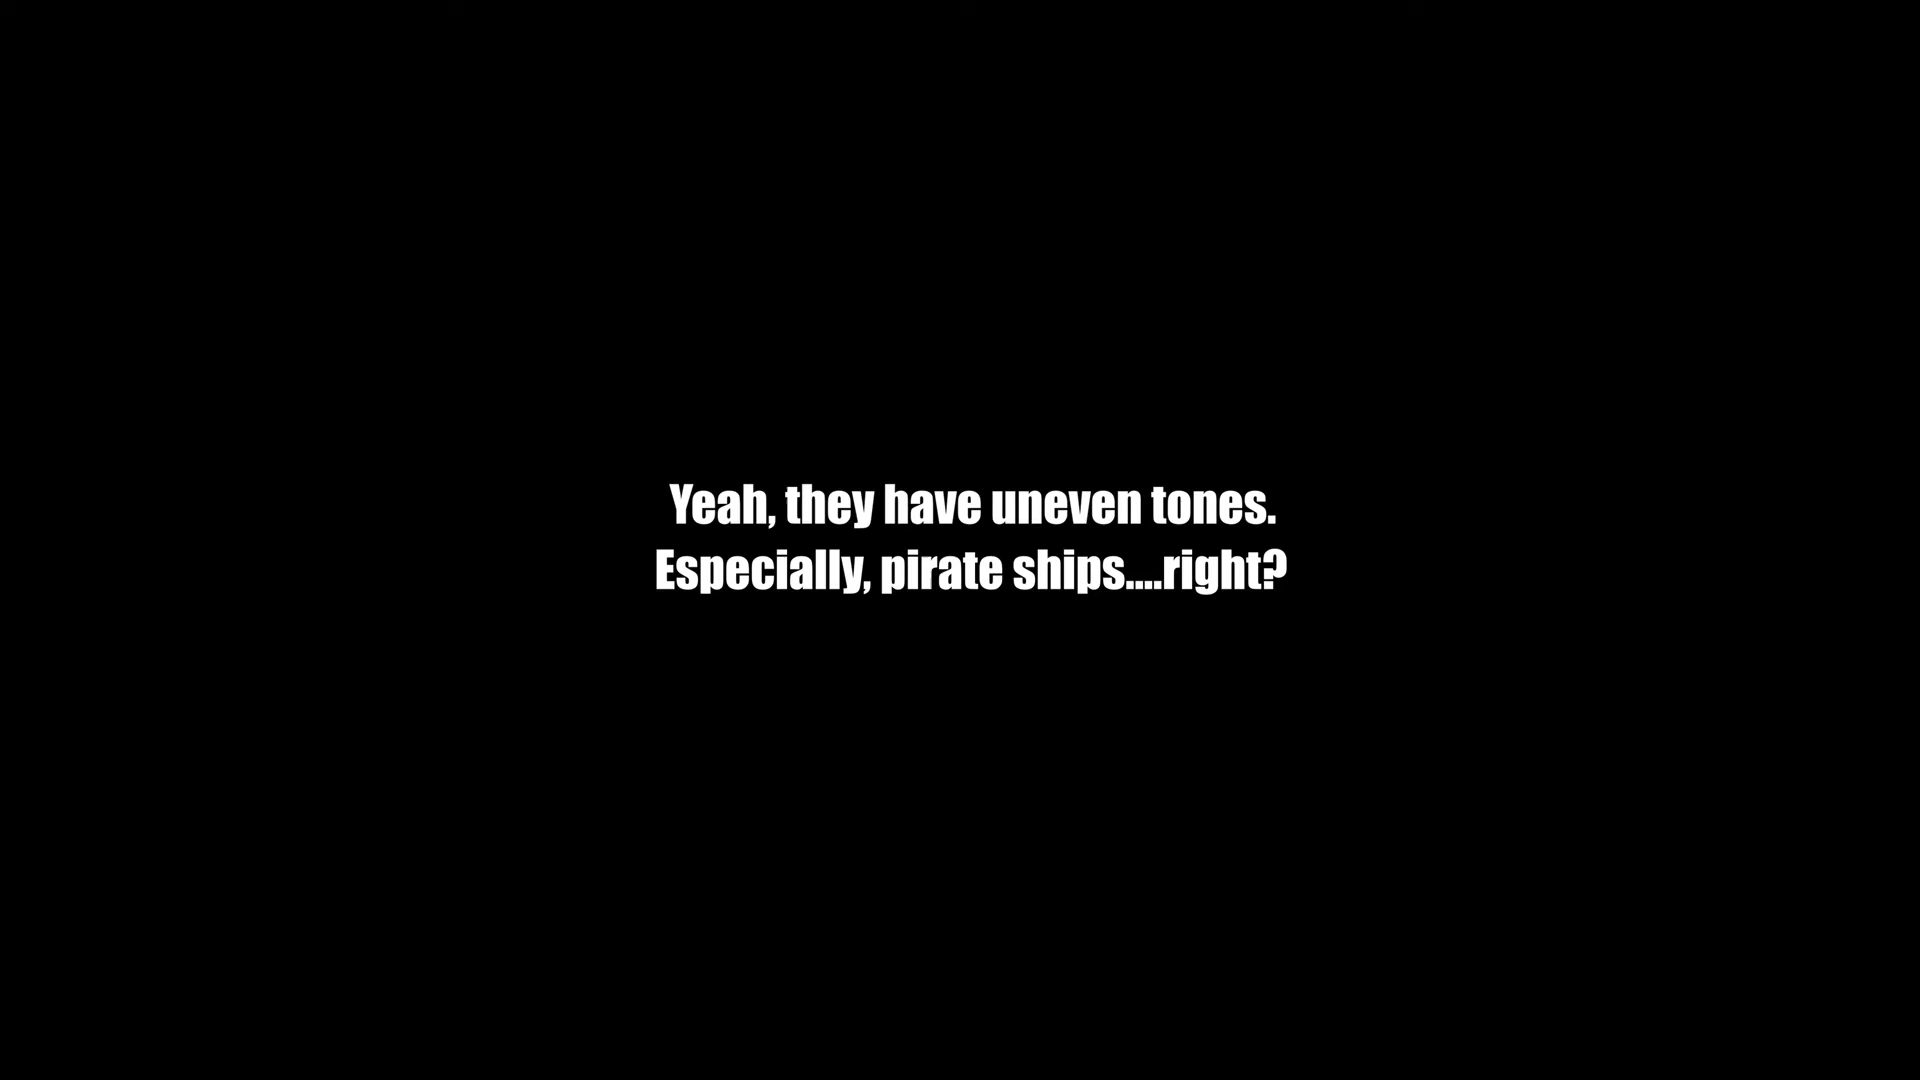 Yeah, they have uneven tones.
Especially, pirate ships....right?